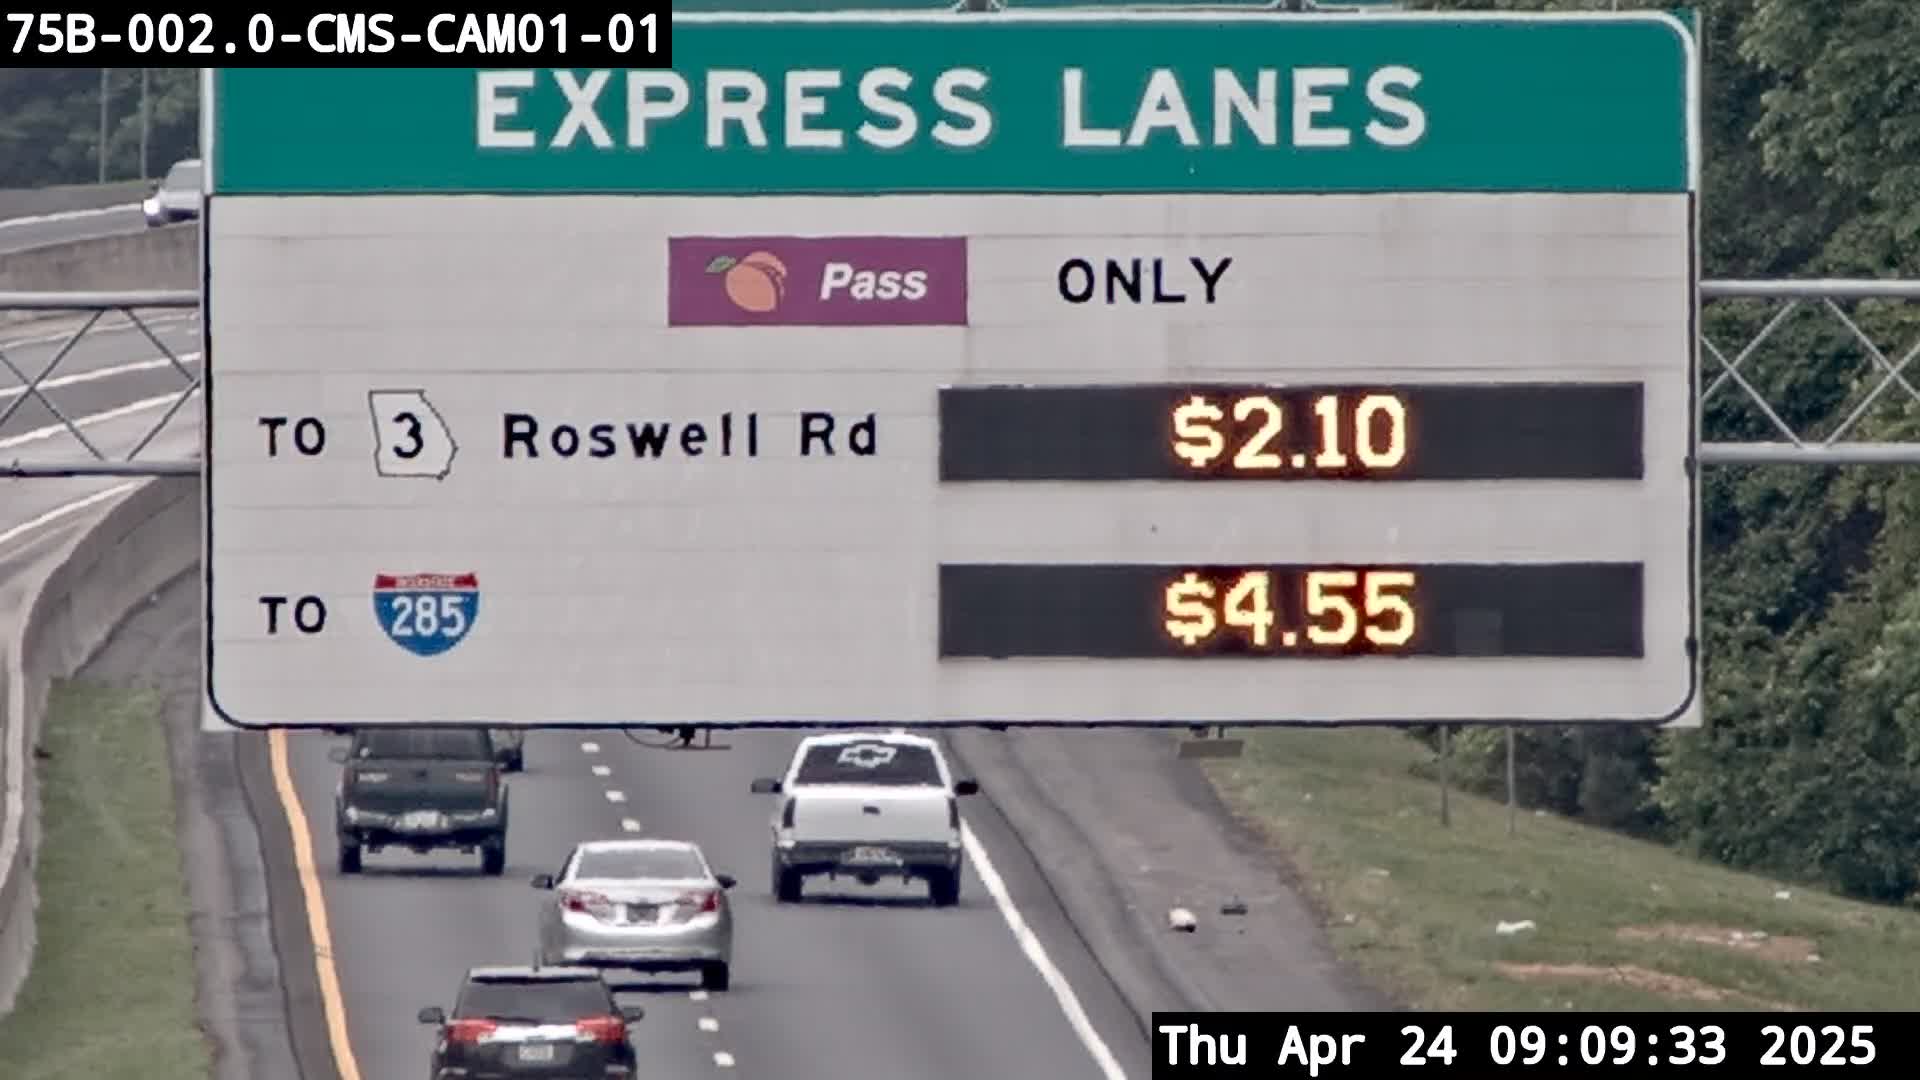 75B-002.0-CMS-CAM01-01
EXPRESS LANES
Pass ONLY
TO 3 Roswell Rd $2.10
TO INTERSTATE 285 $4.55
Thu Apr 24 09:09:33 2025